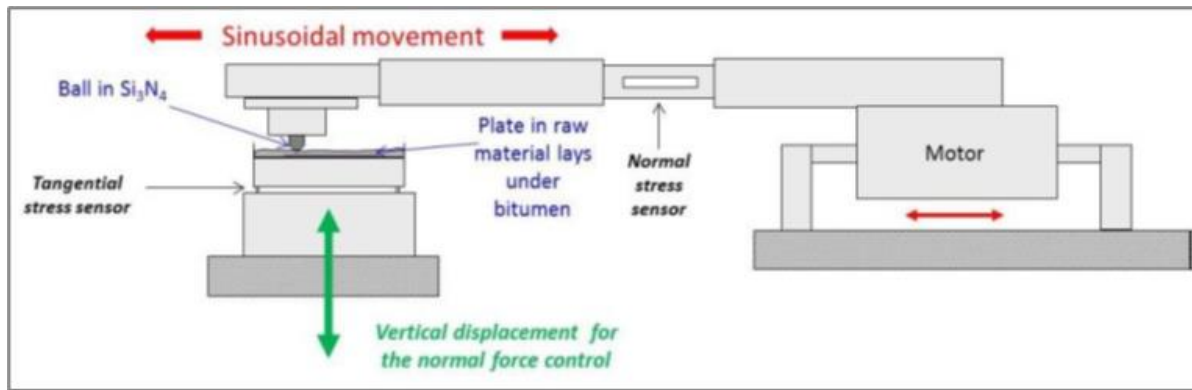 Sinusoidal movement
Ball in Si₃N₄
Plate in raw
material lays
under
bitumen
Normal
stress
sensor
Motor
Tangential
stress sensor
Vertical displacement for
the normal force control